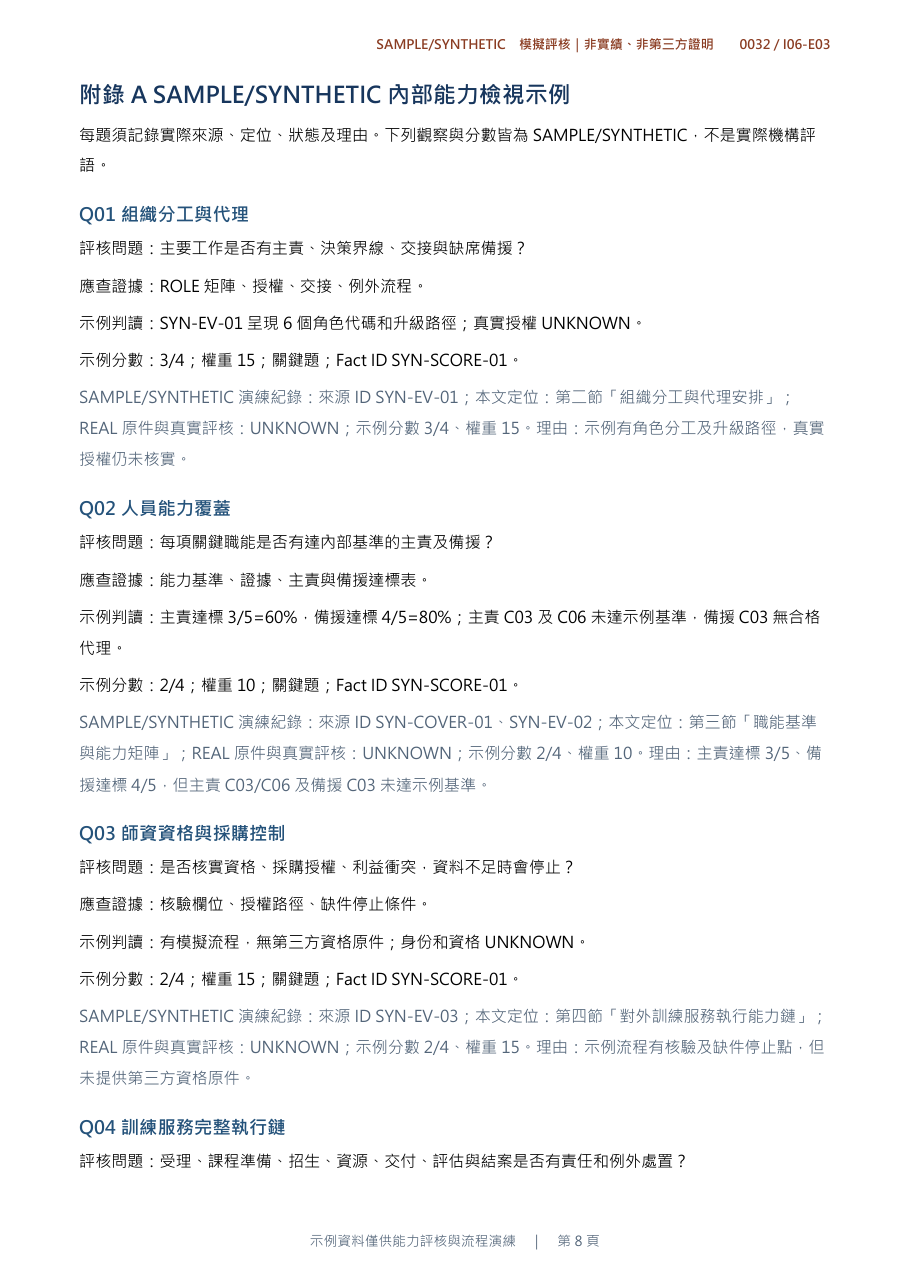 SAMPLE/SYNTHETIC 模擬評核｜非實績、非第三方證明 0032 / I06-E03
附錄 A SAMPLE/SYNTHETIC 內部能力檢視示例
每題須記錄實際來源、定位、狀態及理由。下列觀察與分數皆為 SAMPLE/SYNTHETIC，不是實際機構評
語。
Q01 組織分工與代理
評核問題：主要工作是否有主責、決策界線、交接與缺席備援？
應查證據：ROLE 矩陣、授權、交接、例外流程。
示例判讀：SYN-EV-01 呈現 6 個角色代碼和升級路徑；真實授權 UNKNOWN。
示例分數：3/4；權重 15；關鍵題；Fact ID SYN-SCORE-01。
SAMPLE/SYNTHETIC 演練紀錄：來源 ID SYN-EV-01；本文定位：第二節「組織分工與代理安排」；
REAL 原件與真實評核：UNKNOWN；示例分數 3/4、權重 15。理由：示例有角色分工及升級路徑，真實
授權仍未核實。
Q02 人員能力覆蓋
評核問題：每項關鍵職能是否有達內部基準的主責及備援？
應查證據：能力基準、證據、主責與備援達標表。
示例判讀：主責達標 3/5=60%，備援達標 4/5=80%；主責 C03 及 C06 未達示例基準，備援 C03 無合格
代理。
示例分數：2/4；權重 10；關鍵題；Fact ID SYN-SCORE-01。
SAMPLE/SYNTHETIC 演練紀錄：來源 ID SYN-COVER-01、SYN-EV-02；本文定位：第三節「職能基準
與能力矩陣」；REAL 原件與真實評核：UNKNOWN；示例分數 2/4、權重 10。理由：主責達標 3/5、備
援達標 4/5，但主責 C03/C06 及備援 C03 未達示例基準。
Q03 師資資格與採購控制
評核問題：是否核實資格、採購授權、利益衝突，資料不足時會停止？
應查證據：核驗欄位、授權路徑、缺件停止條件。
示例判讀：有模擬流程，無第三方資格原件；身份和資格 UNKNOWN。
示例分數：2/4；權重 15；關鍵題；Fact ID SYN-SCORE-01。
SAMPLE/SYNTHETIC 演練紀錄：來源 ID SYN-EV-03；本文定位：第四節「對外訓練服務執行能力鏈」；
REAL 原件與真實評核：UNKNOWN；示例分數 2/4、權重 15。理由：示例流程有核驗及缺件停止點，但
未提供第三方資格原件。
Q04 訓練服務完整執行鏈
評核問題：受理、課程準備、招生、資源、交付、評估與結案是否有責任和例外處置？
示例資料僅供能力評核與流程演練 ｜ 第 8 頁